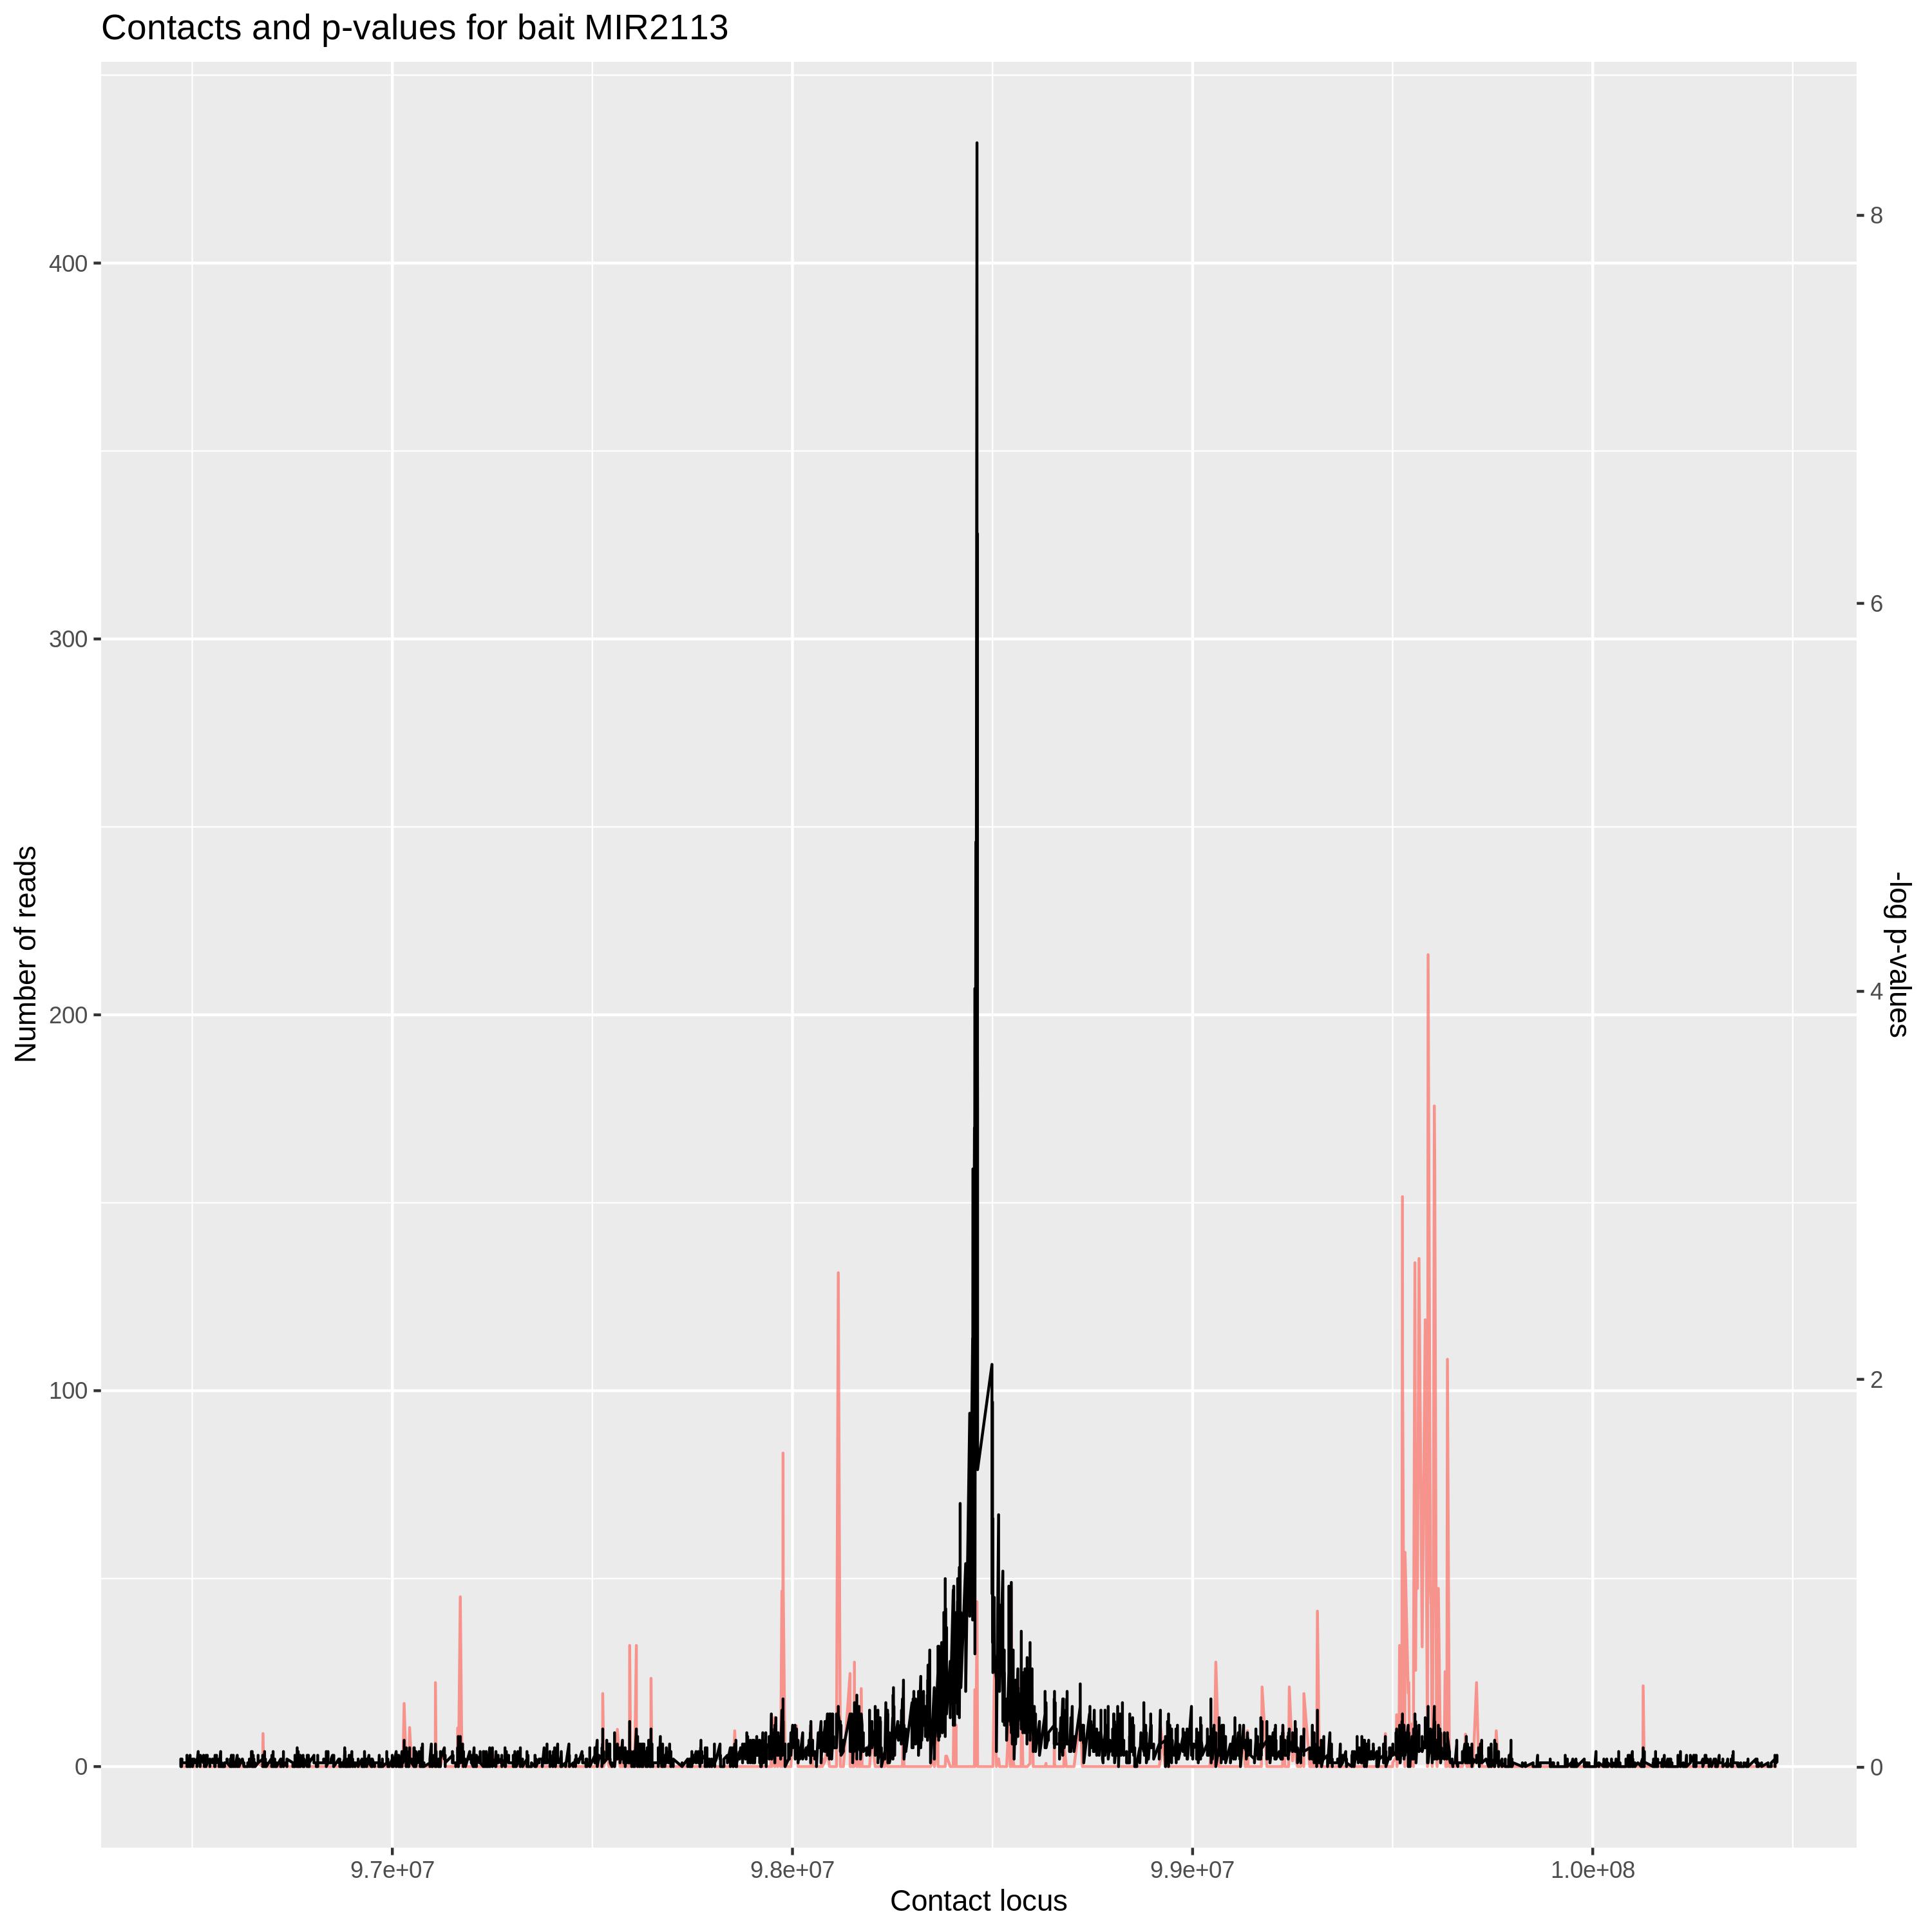 Contacts and p-values for bait MIR2113
400
300
200
100
0
8
6
4
2
0
Number of reads
-log p-values
9.7e+07
9.8e+07
9.9e+07
1.0e+08
Contact locus